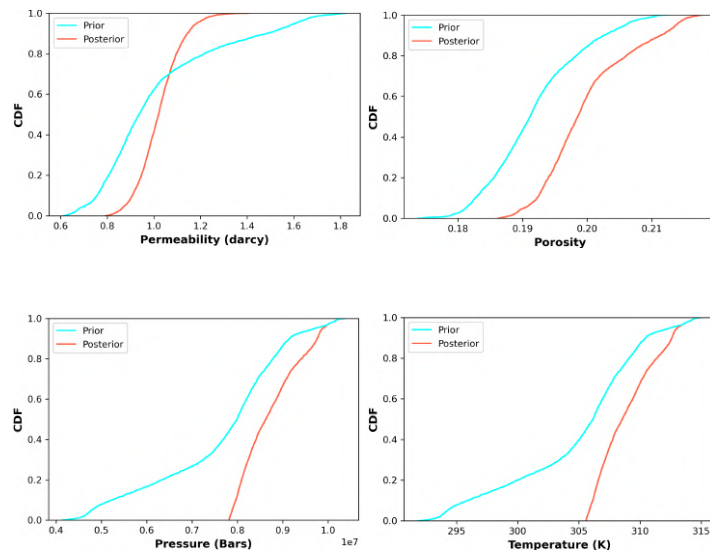 1.0
0.8
0.6
0.4
0.2
0.0
CDF
Prior
Posterior
0.6 0.8 1.0 1.2 1.4 1.6 1.8
Permeability (darcy)
1.0
0.8
0.6
0.4
0.2
0.0
CDF
Prior
Posterior
0.18 0.19 0.20 0.21
Porosity
1.0
0.8
0.6
0.4
0.2
0.0
CDF
Prior
Posterior
0.4 0.5 0.6 0.7 0.8 0.9 1.0
1e7
Pressure (Bars)
1.0
0.8
0.6
0.4
0.2
0.0
CDF
Prior
Posterior
295 300 305 310 315
Temperature (K)